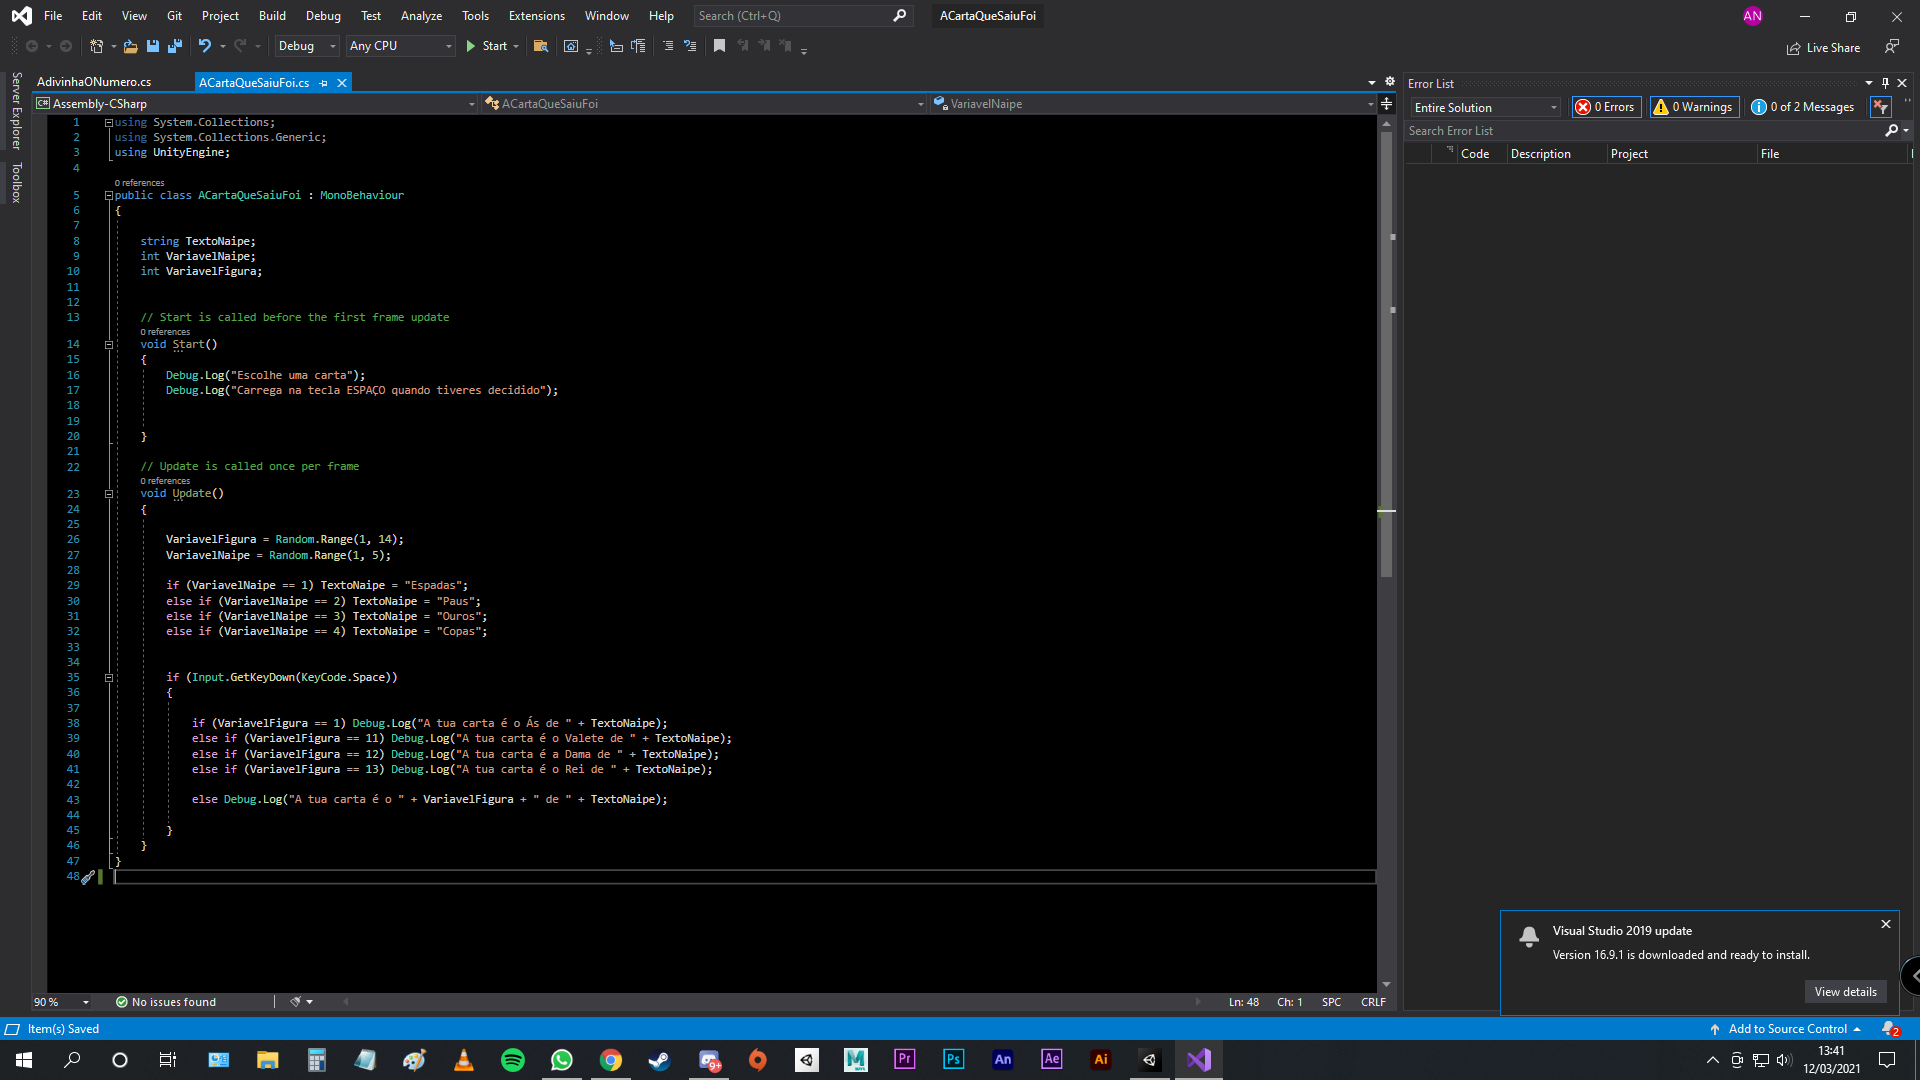 File Edit View Git Project Build Debug Test Analyze Tools Extensions Window Help Search (Ctrl+Q) ACartaQueSaiuFoi AN
Debug Any CPU Start Live Share
Server Explorer
Toolbox
AdivinhaONumero.cs ACartaQueSaiuFoi.cs
C# Assembly-CSharp ACartaQueSaiuFoi VariavelNaipe
1 using System.Collections;
2 using System.Collections.Generic;
3 using UnityEngine;
4
0 references
5 public class ACartaQueSaiuFoi : MonoBehaviour
6 {
7
8 string TextoNaipe;
9 int VariavelNaipe;
10 int VariavelFigura;
11
12
13 // Start is called before the first frame update
0 references
14 void Start()
15 {
16 Debug.Log("Escolhe uma carta");
17 Debug.Log("Carrega na tecla ESPAÇO quando tiveres decidido");
18
19
20 }
21
22 // Update is called once per frame
0 references
23 void Update()
24 {
25
26 VariavelFigura = Random.Range(1, 14);
27 VariavelNaipe = Random.Range(1, 5);
28
29 if (VariavelNaipe == 1) TextoNaipe = "Espadas";
30 else if (VariavelNaipe == 2) TextoNaipe = "Paus";
31 else if (VariavelNaipe == 3) TextoNaipe = "Ouros";
32 else if (VariavelNaipe == 4) TextoNaipe = "Copas";
33
34
35 if (Input.GetKeyDown(KeyCode.Space))
36 {
37
38 if (VariavelFigura == 1) Debug.Log("A tua carta é o Ás de " + TextoNaipe);
39 else if (VariavelFigura == 11) Debug.Log("A tua carta é o Valete de " + TextoNaipe);
40 else if (VariavelFigura == 12) Debug.Log("A tua carta é a Dama de " + TextoNaipe);
41 else if (VariavelFigura == 13) Debug.Log("A tua carta é o Rei de " + TextoNaipe);
42
43 else Debug.Log("A tua carta é o " + VariavelFigura + " de " + TextoNaipe);
44
45 }
46 }
47 }
48
90 % No issues found Ln: 48 Ch: 1 SPC CRLF
Error List
Entire Solution 0 Errors 0 Warnings 0 of 2 Messages
Search Error List
Code Description Project File
Visual Studio 2019 update
Version 16.9.1 is downloaded and ready to install.
View details
Item(s) Saved Add to Source Control 2
9+ M Pr Ps An Ae Ai
13:41
12/03/2021